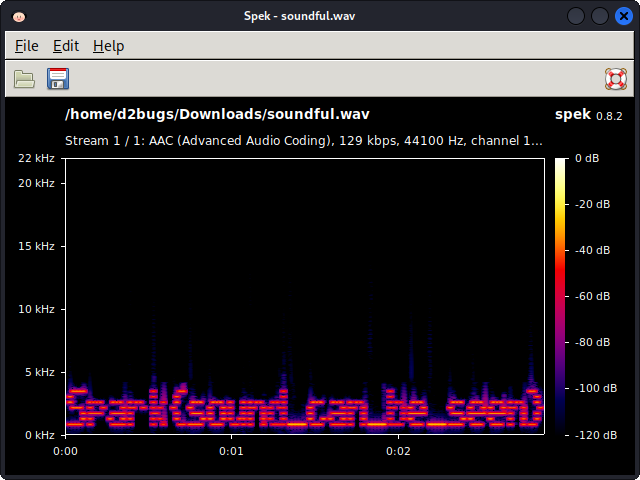 Spek - soundful.wav
File Edit Help
/home/d2bugs/Downloads/soundful.wav
spek 0.8.2
Stream 1 / 1: AAC (Advanced Audio Coding), 129 kbps, 44100 Hz, channel 1...
22 kHz
20 kHz
15 kHz
10 kHz
5 kHz
0 kHz
0:00
0:01
0:02
0 dB
-20 dB
-40 dB
-60 dB
-80 dB
-100 dB
-120 dB